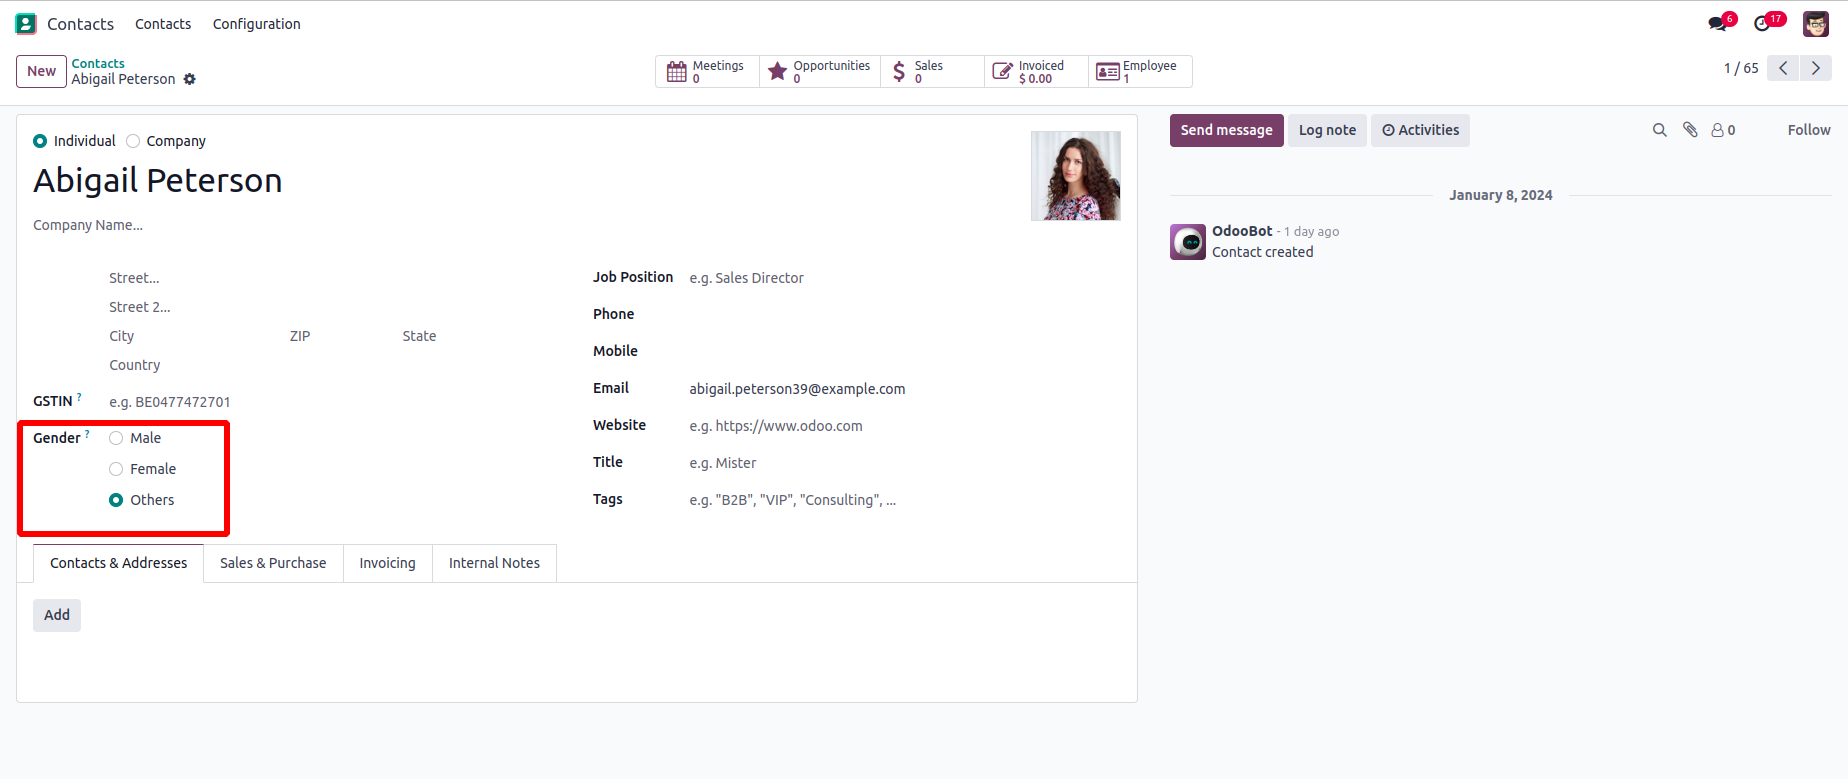 Contacts Contacts Configuration 6 17
New Contacts
Abigail Peterson
Meetings 0
Opportunities 0
Sales 0
Invoiced $ 0.00
Employee 1
1 / 65
Individual Company
Abigail Peterson
Company Name...
Street...
Street 2...
City ZIP State
Country
GSTIN ? e.g. BE0477472701
Gender ? Male
Female
Others
Job Position e.g. Sales Director
Phone
Mobile
Email abigail.peterson39@example.com
Website e.g. https://www.odoo.com
Title e.g. Mister
Tags e.g. "B2B", "VIP", "Consulting", ...
Contacts & Addresses Sales & Purchase Invoicing Internal Notes
Add
Send message Log note Activities 0 Follow
January 8, 2024
OdooBot - 1 day ago
Contact created